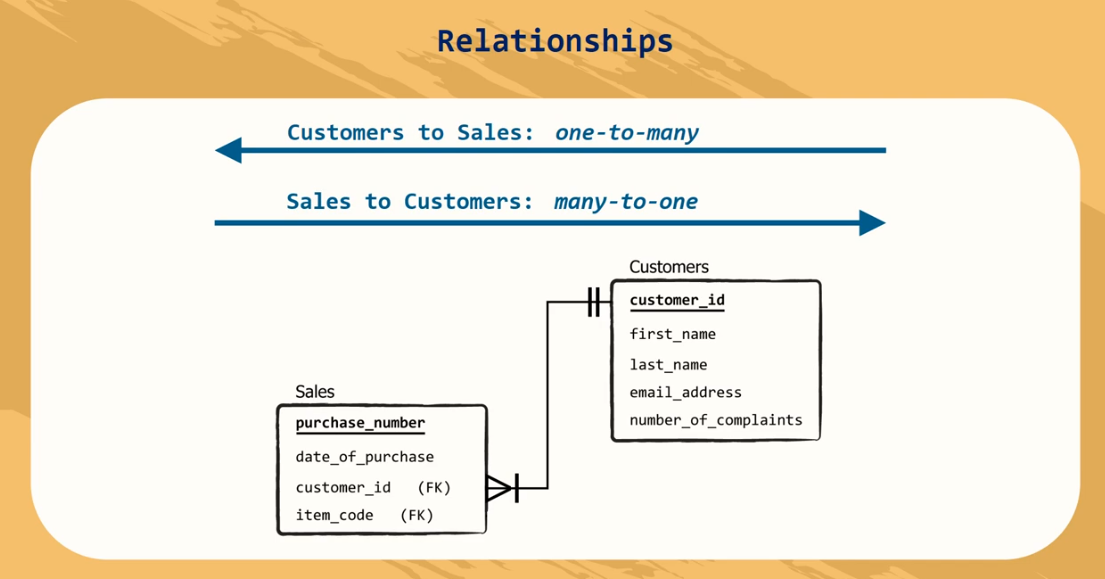 Relationships
Customers to Sales: one-to-many
Sales to Customers: many-to-one
Customers
customer_id
first_name
last_name
email_address
number_of_complaints
Sales
purchase_number
date_of_purchase
customer_id (FK)
item_code (FK)